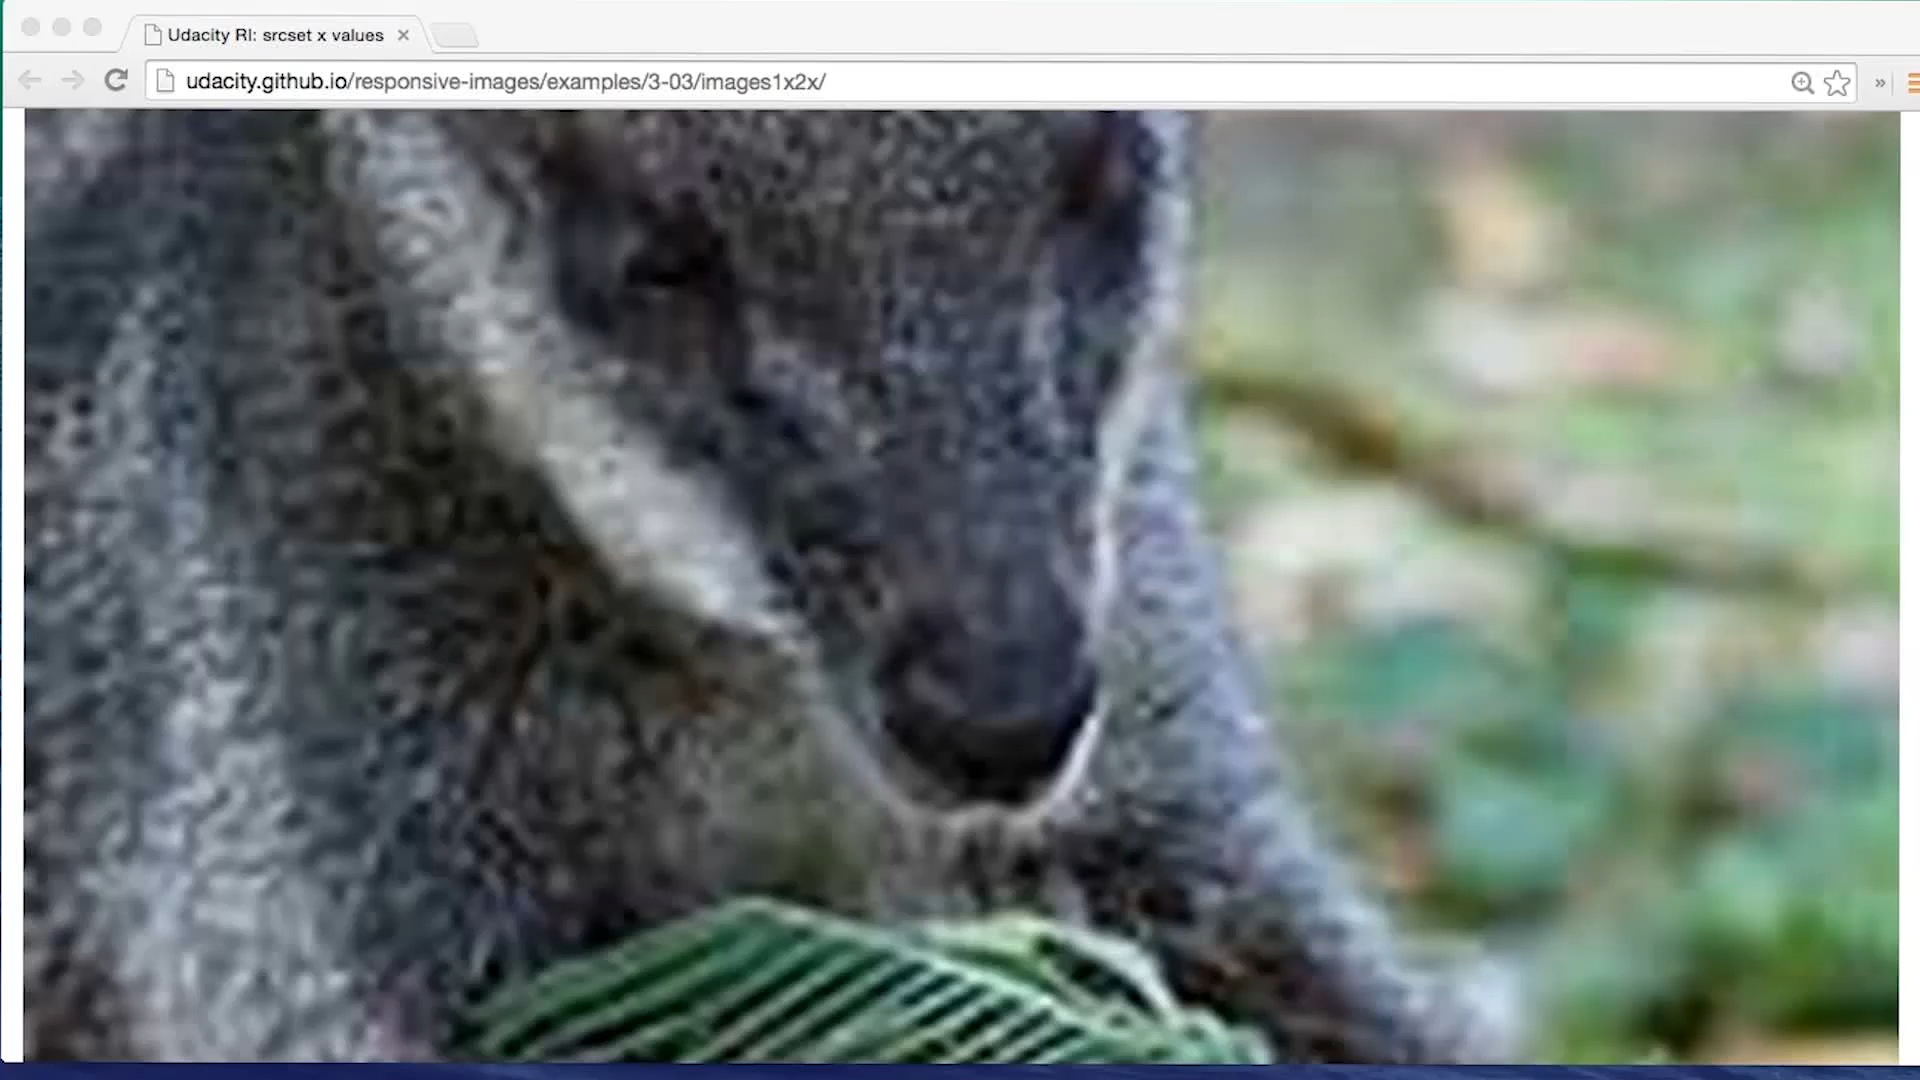 Udacity RI: srcset x values
udacity.github.io/responsive-images/examples/3-03/images1x2x/